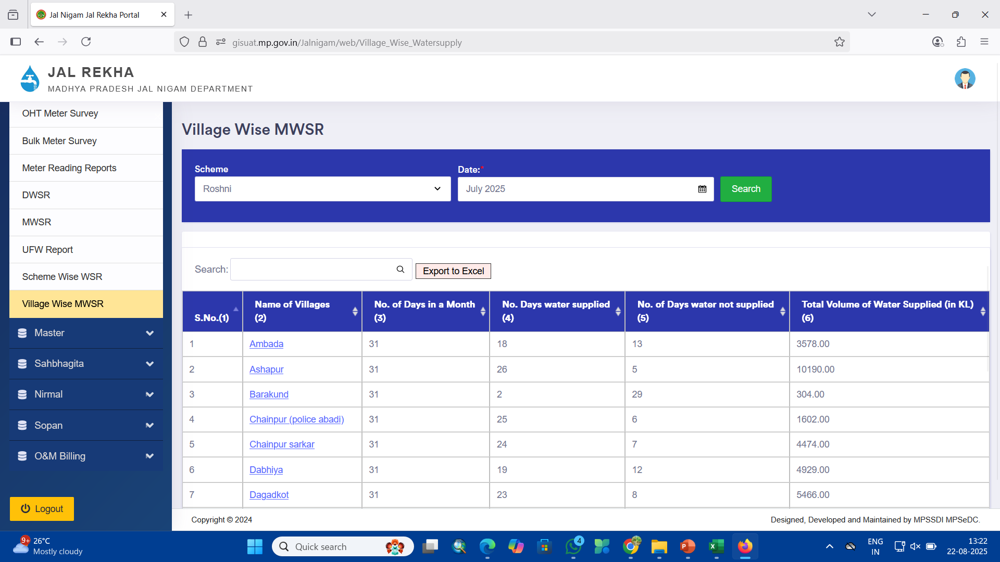 Jal Nigam Jal Rekha Portal
gisuat.mp.gov.in/Jalnigam/web/Village_Wise_Watersupply
JAL REKHA
MADHYA PRADESH JAL NIGAM DEPARTMENT
OHT Meter Survey
Bulk Meter Survey
Meter Reading Reports
DWSR
MWSR
UFW Report
Scheme Wise WSR
Village Wise MWSR
Master
Sahbhagita
Nirmal
Sopan
O&M Billing
Logout
Village Wise MWSR
Scheme Date:*
Roshni July 2025 Search
Search: Export to Excel
S.No.(1) Name of Villages (2) No. of Days in a Month (3) No. Days water supplied (4) No. of Days water not supplied (5) Total Volume of Water Supplied (in KL) (6)
1 Ambada 31 18 13 3578.00
2 Ashapur 31 26 5 10190.00
3 Barakund 31 2 29 304.00
4 Chainpur (police abadi) 31 25 6 1602.00
5 Chainpur sarkar 31 24 7 4474.00
6 Dabhiya 31 19 12 4929.00
7 Dagadkot 31 23 8 5466.00
Copyright © 2024 Designed, Developed and Maintained by MPSSDI MPSeDC.
9+ 26°C
Mostly cloudy
Quick search
4
ENG
IN
13:22
22-08-2025